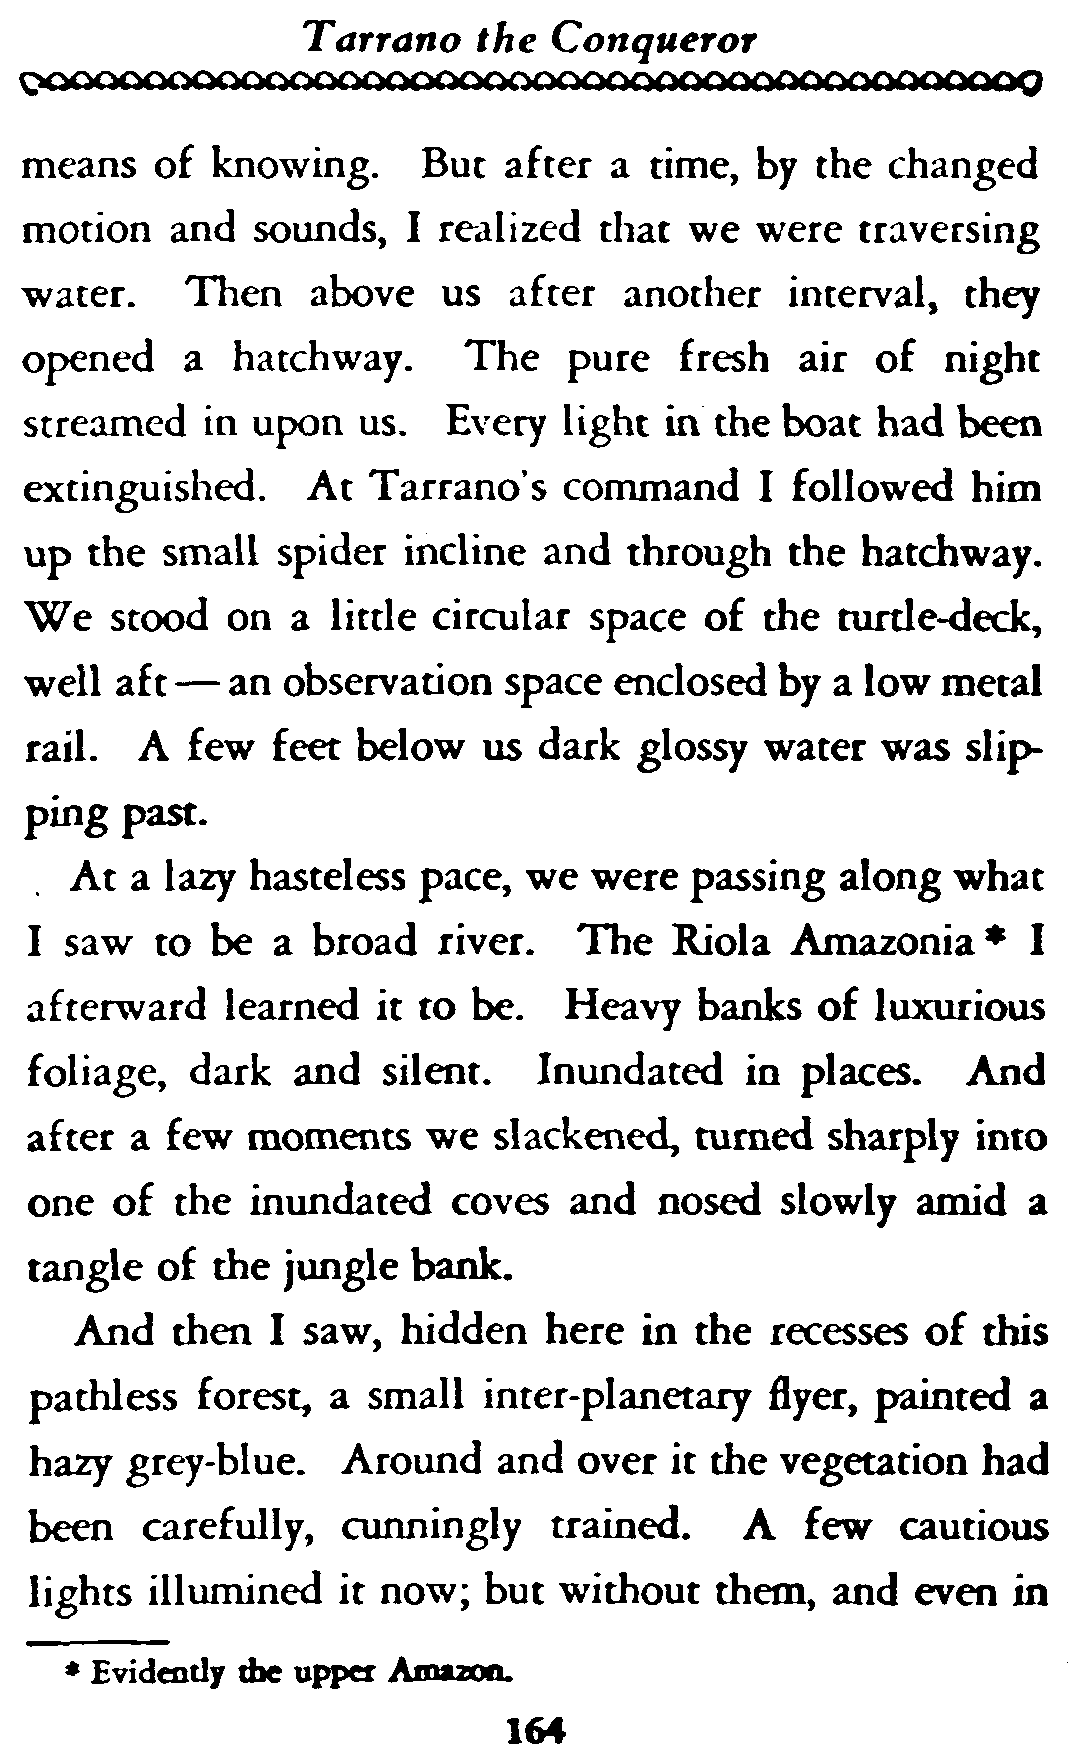 Tarrano the Conqueror
means of knowing. But after a time, by the changed
motion and sounds, I realized that we were traversing
water. Then above us after another interval, they
opened a hatchway. The pure fresh air of night
streamed in upon us. Every light in the boat had been
extinguished. At Tarrano's command I followed him
up the small spider incline and through the hatchway.
We stood on a little circular space of the turtle-deck,
well aft — an observation space enclosed by a low metal
rail. A few feet below us dark glossy water was slip-
ping past.
At a lazy hasteless pace, we were passing along what
I saw to be a broad river. The Riola Amazonia * I
afterward learned it to be. Heavy banks of luxurious
foliage, dark and silent. Inundated in places. And
after a few moments we slackened, turned sharply into
one of the inundated coves and nosed slowly amid a
tangle of the jungle bank.
And then I saw, hidden here in the recesses of this
pathless forest, a small inter-planetary flyer, painted a
hazy grey-blue. Around and over it the vegetation had
been carefully, cunningly trained. A few cautious
lights illumined it now; but without them, and even in
* Evidently the upper Amazon.
164